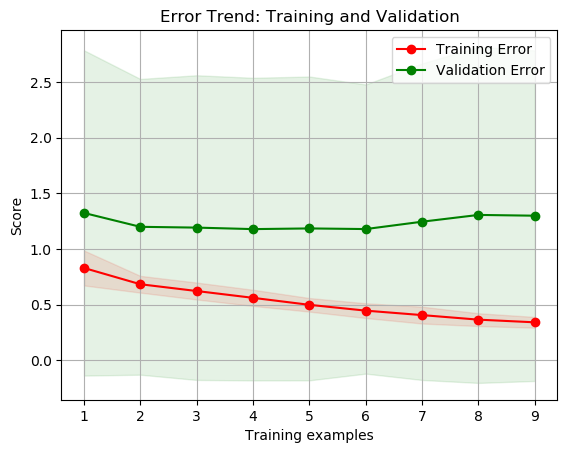 Error Trend: Training and Validation
Training Error
Validation Error
Score
2.5
2.0
1.5
1.0
0.5
0.0
1 2 3 4 5 6 7 8 9
Training examples